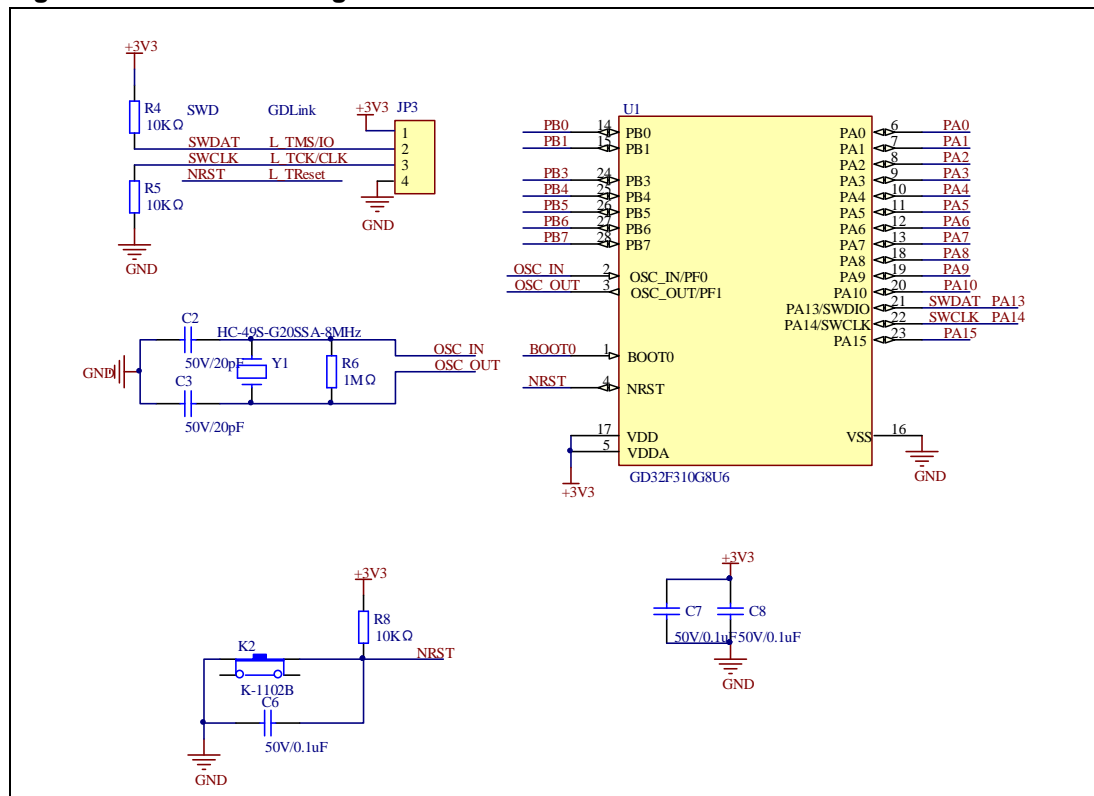 +3V3
R4
10KΩ
SWD GDLink
+3V3
JP3
SWDAT L_TMS/IO
SWCLK L_TCK/CLK
NRST L_TReset
1
2
3
4
R5
10KΩ
GND
GND
U1
PB0 14 PB0
PB1 15 PB1
PB3 24 PB3
PB4 25 PB4
PB5 26 PB5
PB6 27 PB6
PB7 28 PB7
OSC_IN 2 OSC_IN/PF0
OSC_OUT 3 OSC_OUT/PF1
BOOT0 1 BOOT0
NRST 4 NRST
17 VDD
5 VDDA
+3V3
PA0 6 PA0
PA1 7 PA1
PA2 8 PA2
PA3 9 PA3
PA4 10 PA4
PA5 11 PA5
PA6 12 PA6
PA7 13 PA7
PA8 18 PA8
PA9 19 PA9
PA10 20 PA10
PA13/SWDIO 21 SWDAT PA13
PA14/SWCLK 22 SWCLK PA14
PA15 23 PA15
VSS 16
GND
GD32F310G8U6
C2
HC-49S-G20SSA-8MHz
50V/20pF
Y1
R6
1MΩ
OSC_IN
OSC_OUT
GND
C3
50V/20pF
+3V3
R8
10KΩ
K2
NRST
K-1102B
C6
50V/0.1uF
GND
+3V3
C7
C8
50V/0.1uF
50V/0.1uF
GND